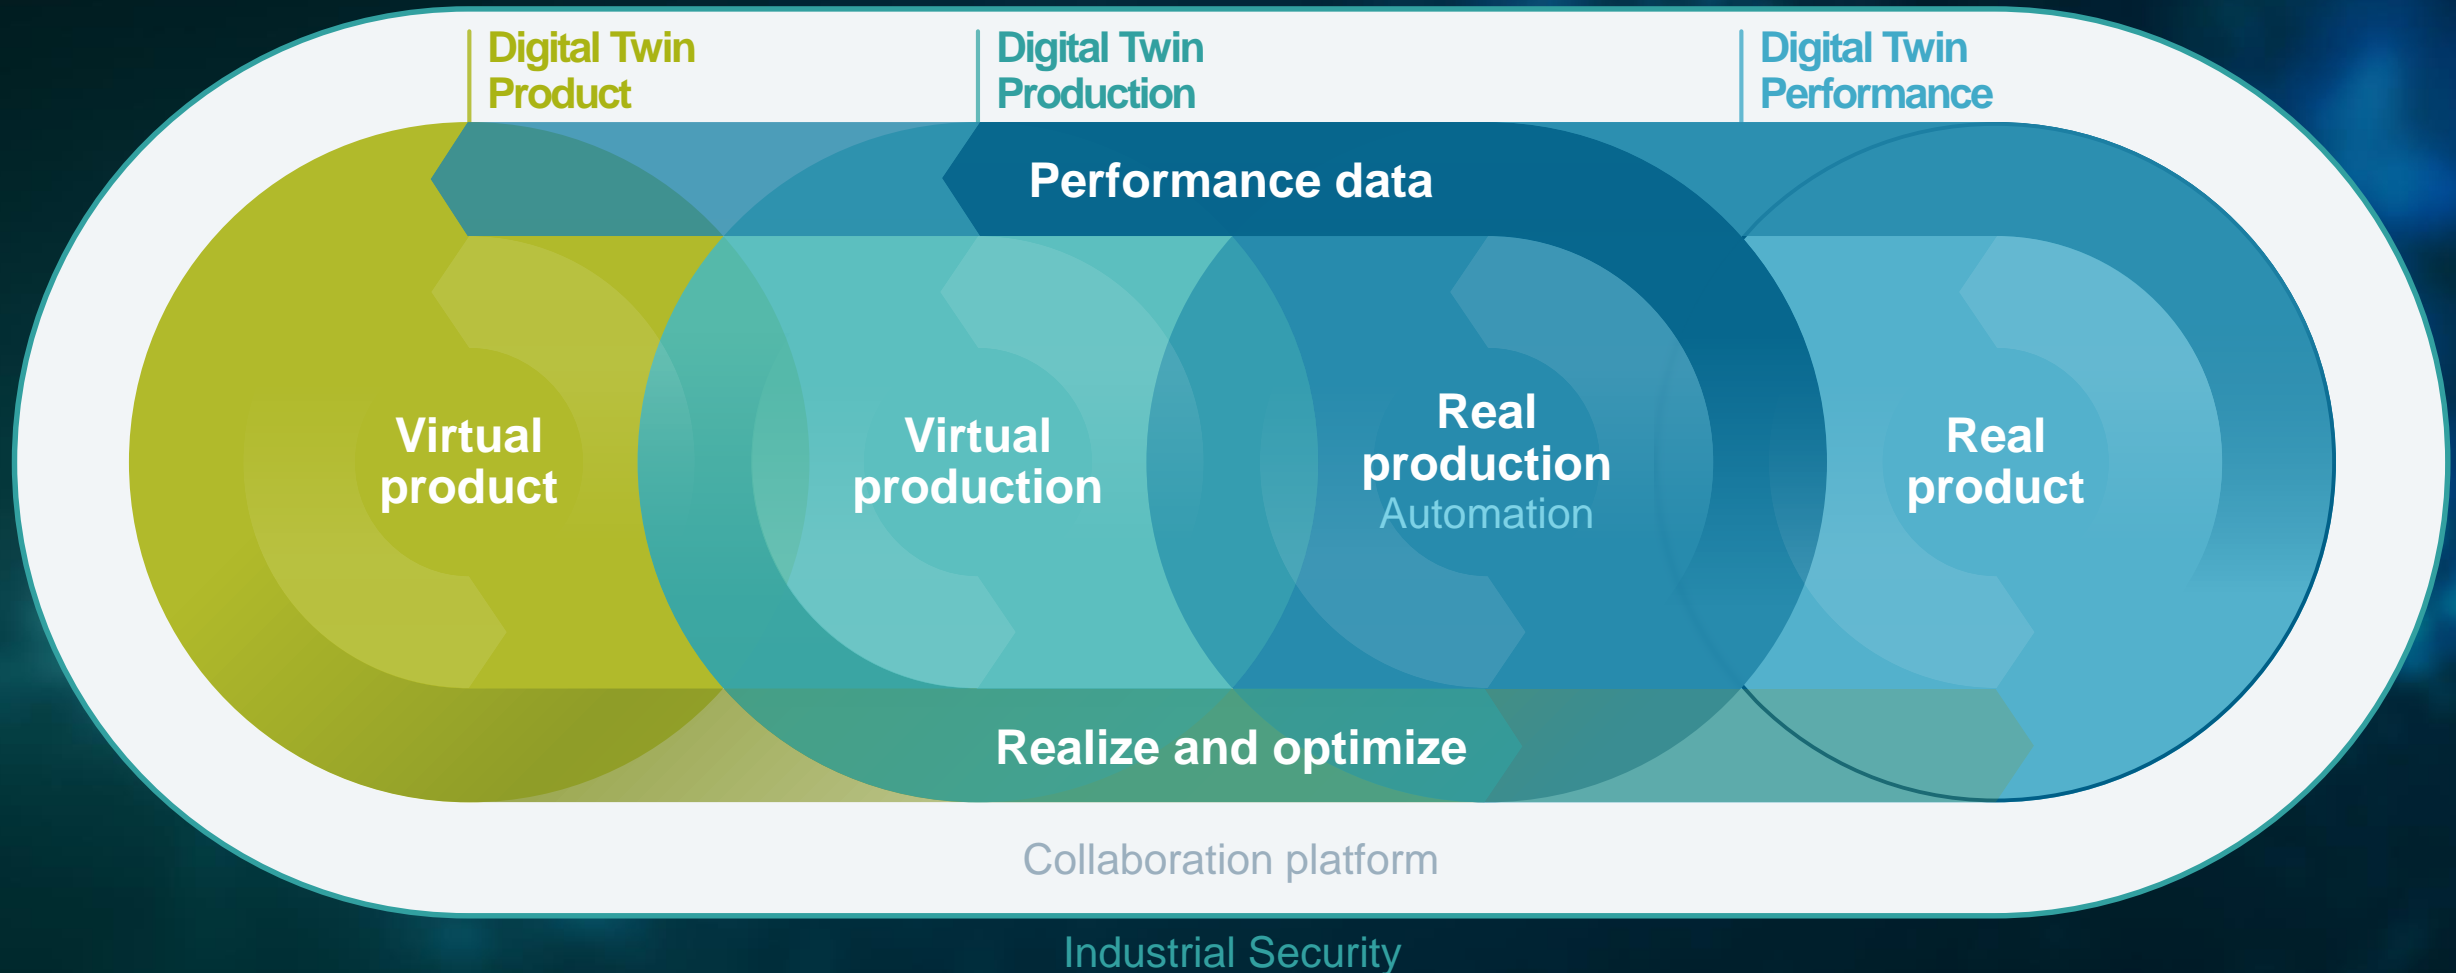 Digital Twin
Product
Digital Twin
Production
Digital Twin
Performance
Performance data
Virtual
product
Virtual
production
Real
production
Automation
Real
product
Realize and optimize
Collaboration platform
Industrial Security